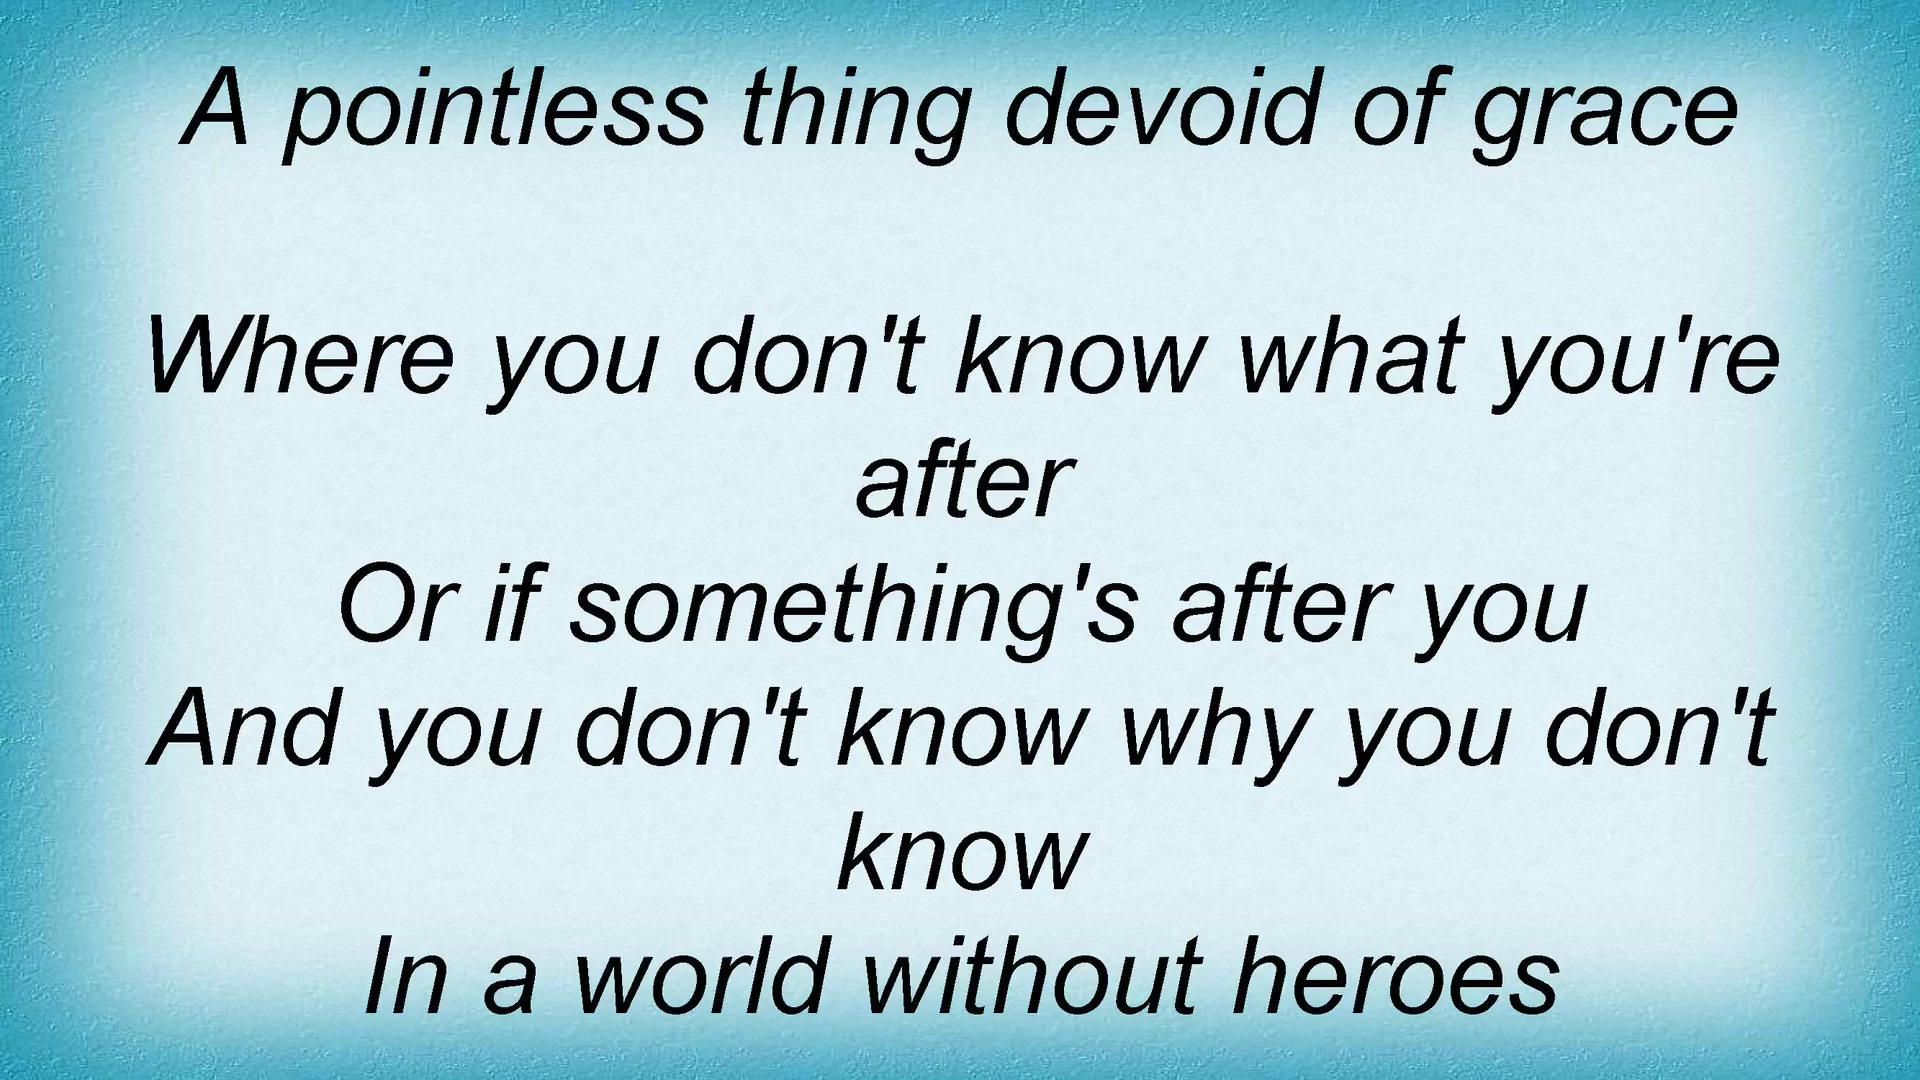 A pointless thing devoid of grace
Where you don't know what you're
after
Or if something's after you
And you don't know why you don't
know
In a world without heroes